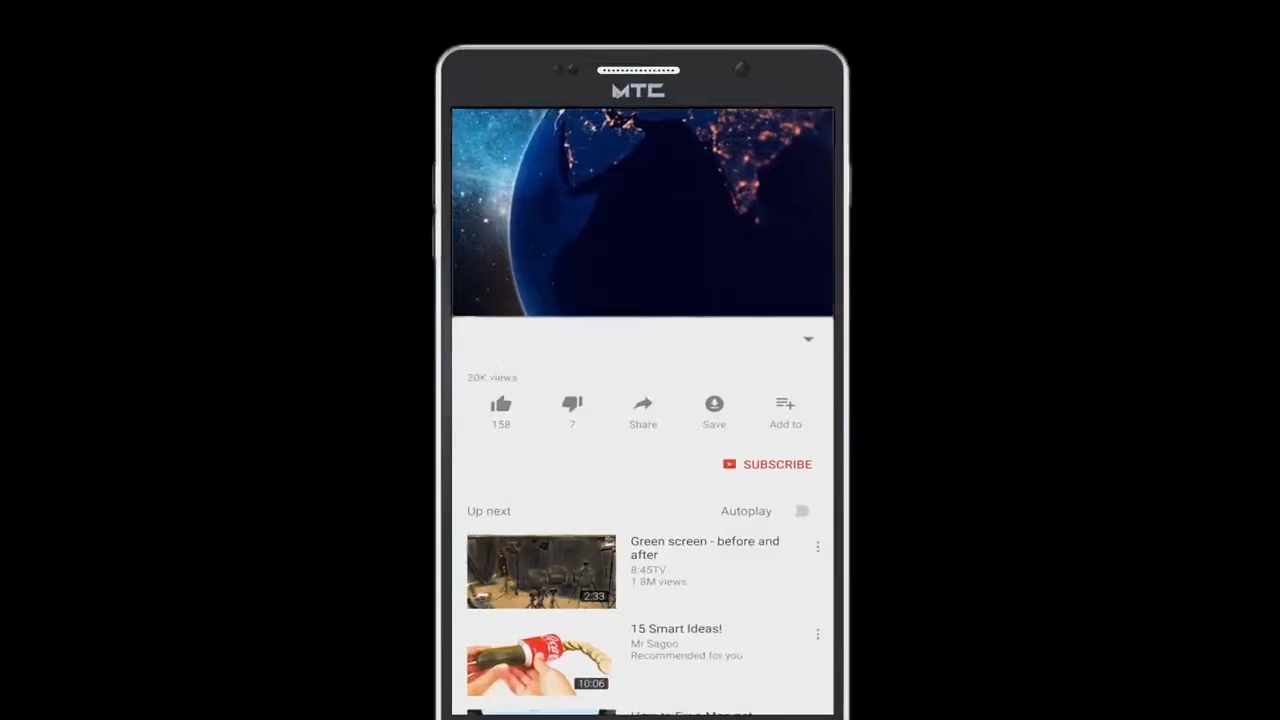 MTC
20K views
158
7
Share
Save
Add to
SUBSCRIBE
Up next
Autoplay
Green screen - before and
after
8:45TV
1.8M views
2:33
15 Smart Ideas!
Mr Sagoo
Recommended for you
10:06